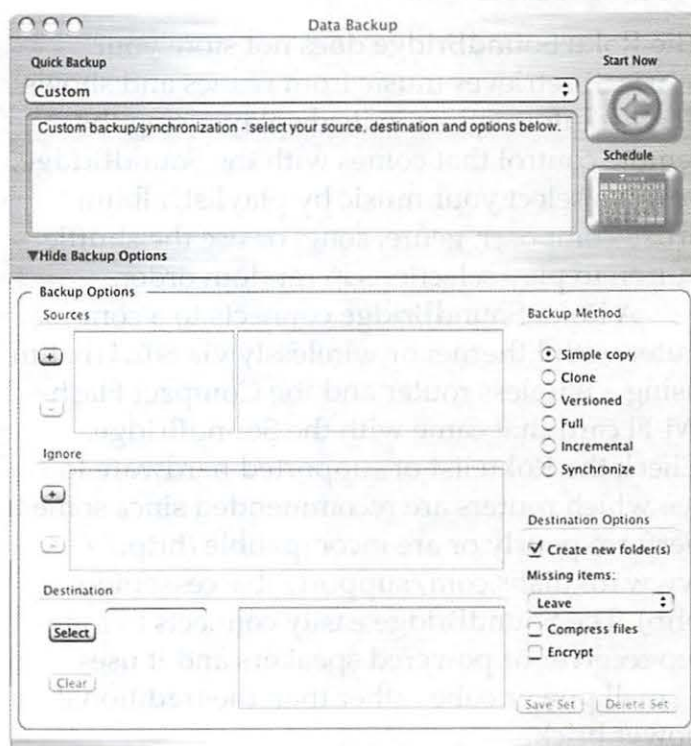 Data Backup
Quick Backup
Start Now
Custom
Custom backup/synchronization - select your source, destination and options below.
Schedule
▼Hide Backup Options
Backup Options
Sources
Backup Method
+
Simple copy
Clone
-
Versioned
Full
Ignore
Incremental
+
Synchronize
Destination Options
-
Create new folder(s)
Missing items:
Destination
Leave
Select
Compress files
Encrypt
Clear
Save Set
Delete Set